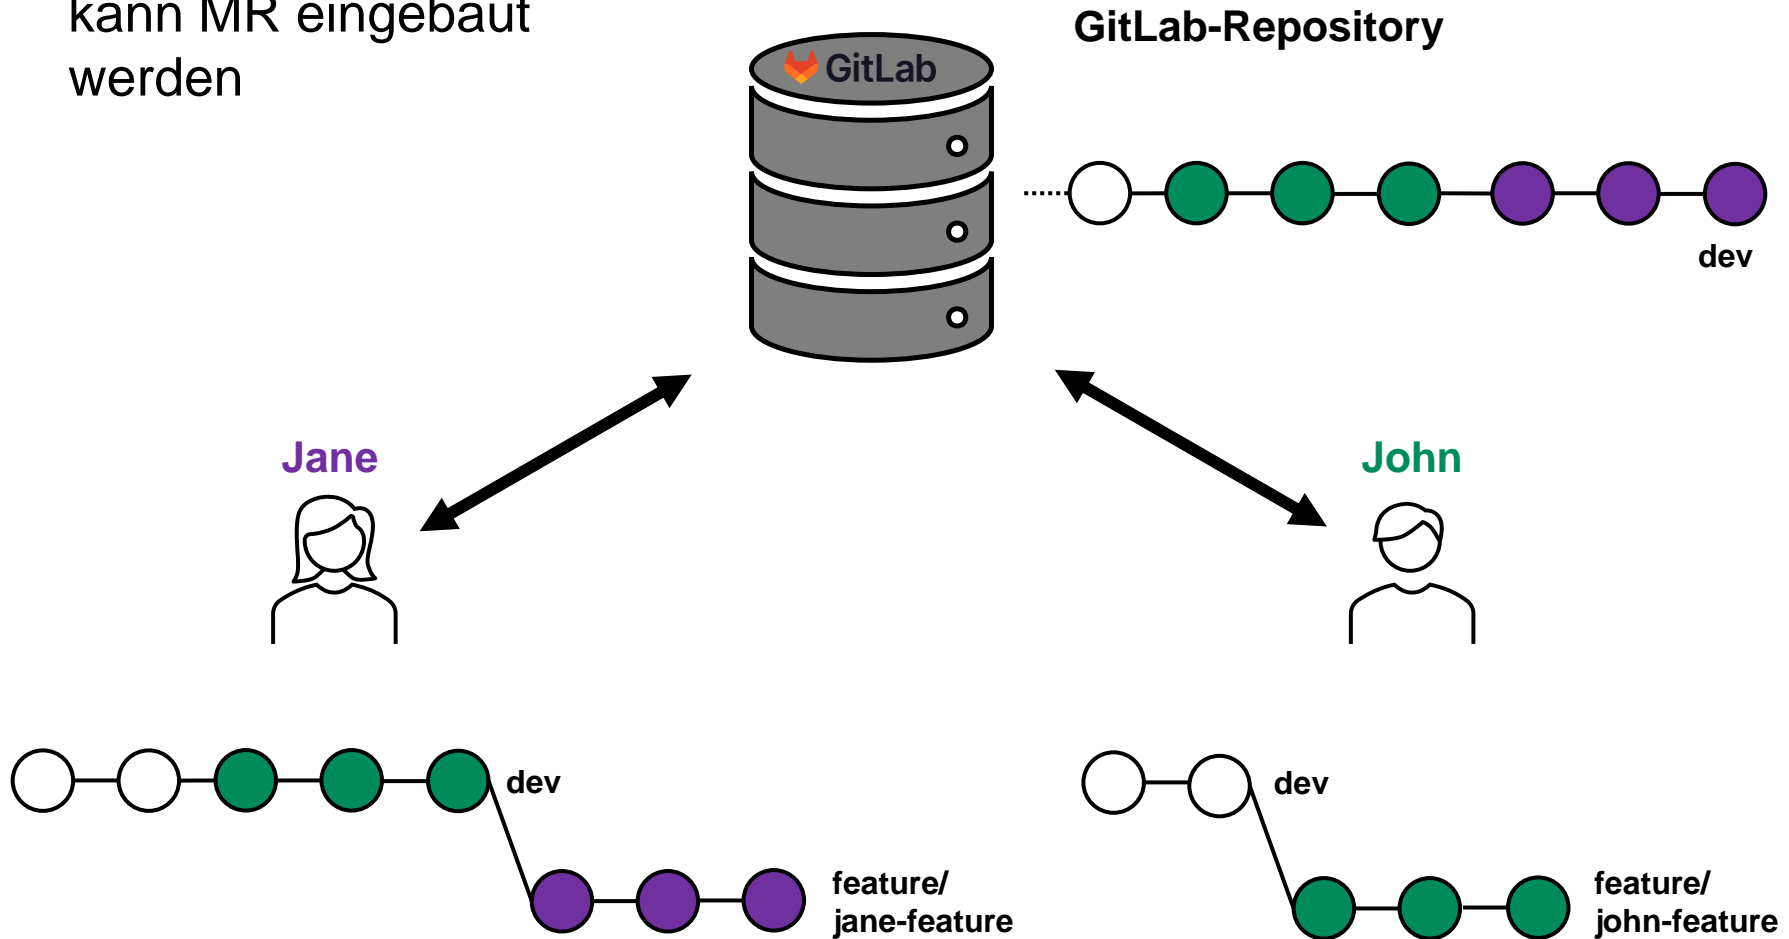 kann MR eingebaut
werden
GitLab-Repository
GitLab
dev
Jane
John
dev
feature/
jane-feature
dev
feature/
john-feature